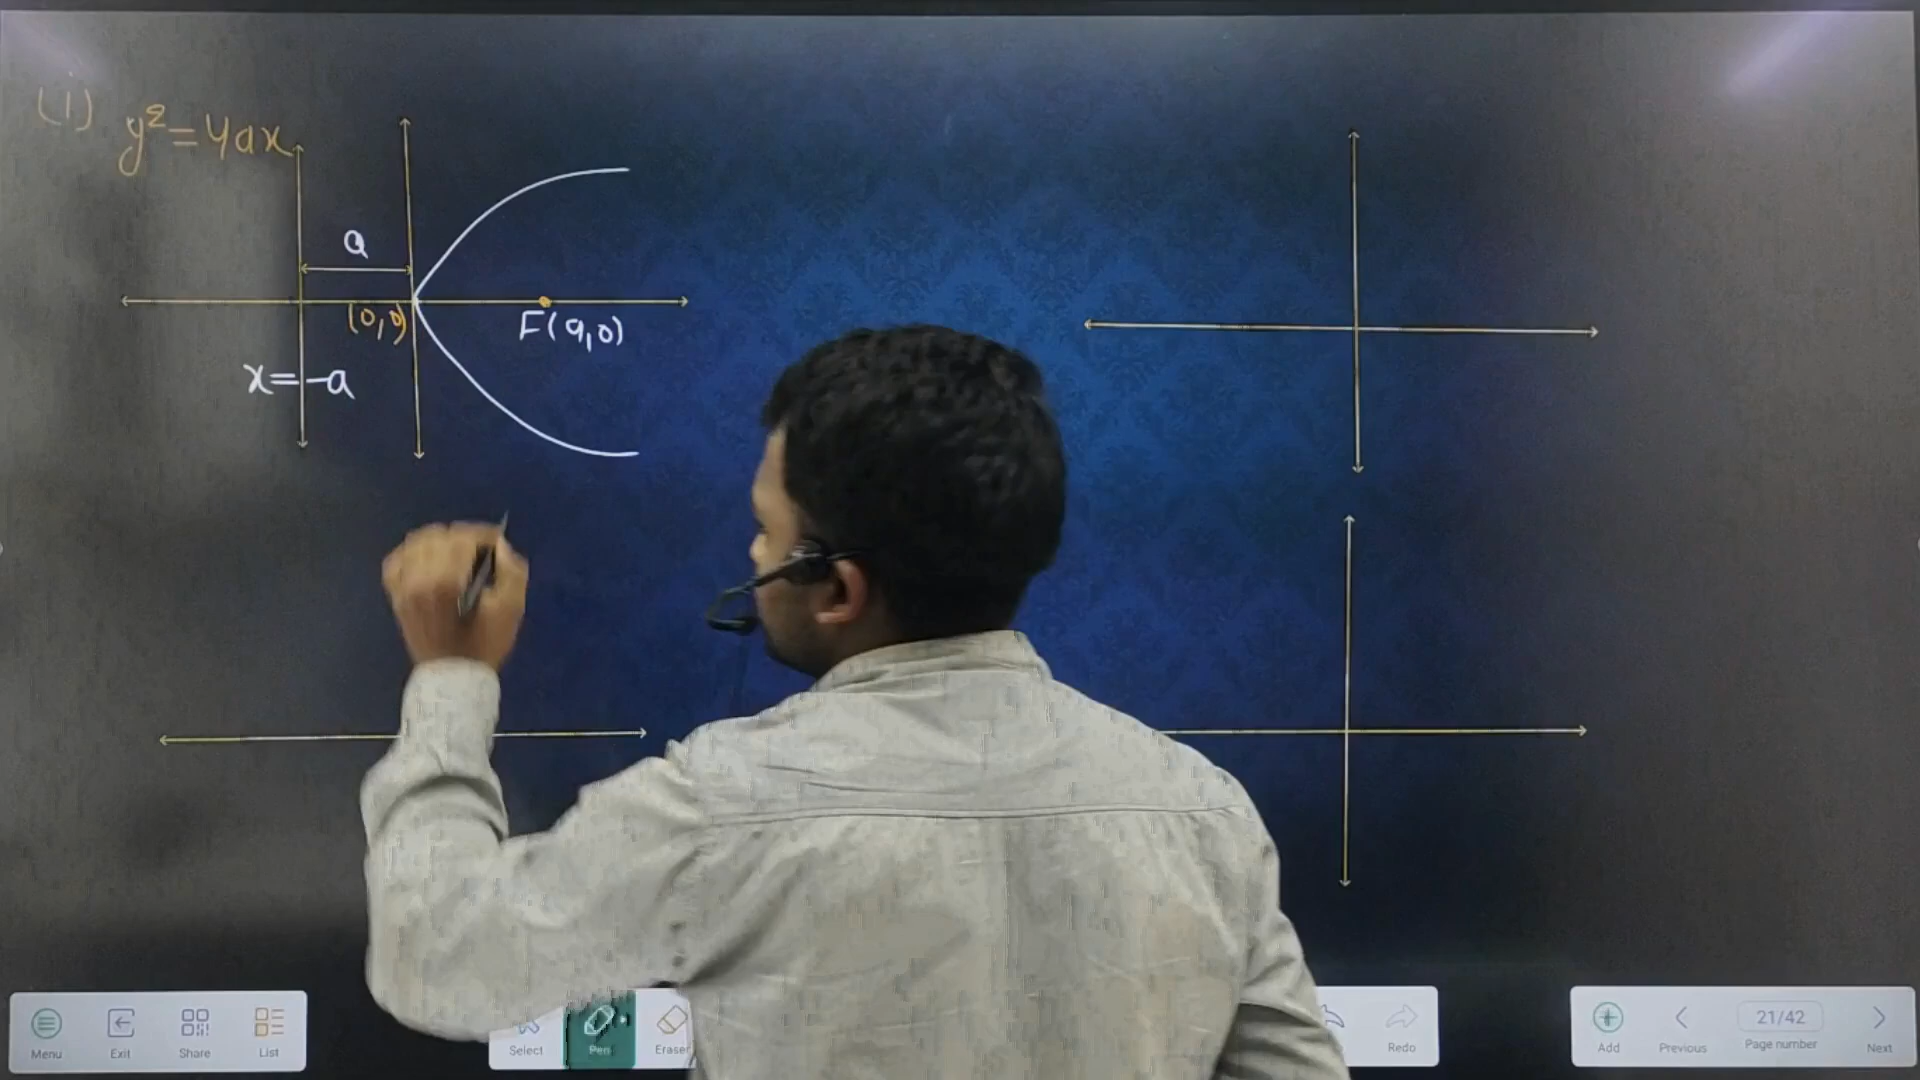 (1) y²=4ax
a
(0,0)
F(a,0)
x=-a
Menu
Exit
Share
List
Select
Pen
Eraser
Redo
Add
Previous
21/42
Page number
Next